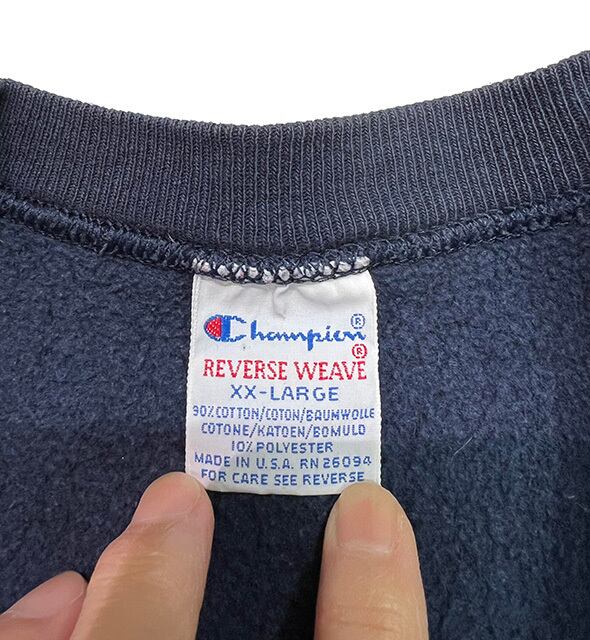 Champion®
REVERSE WEAVE®
XX-LARGE
90% COTTON/COTON/BAUMWOLLE
COTONE/KATOEN/BOMULD
10% POLYESTER
MADE IN U.S.A. RN 26094
FOR CARE SEE REVERSE